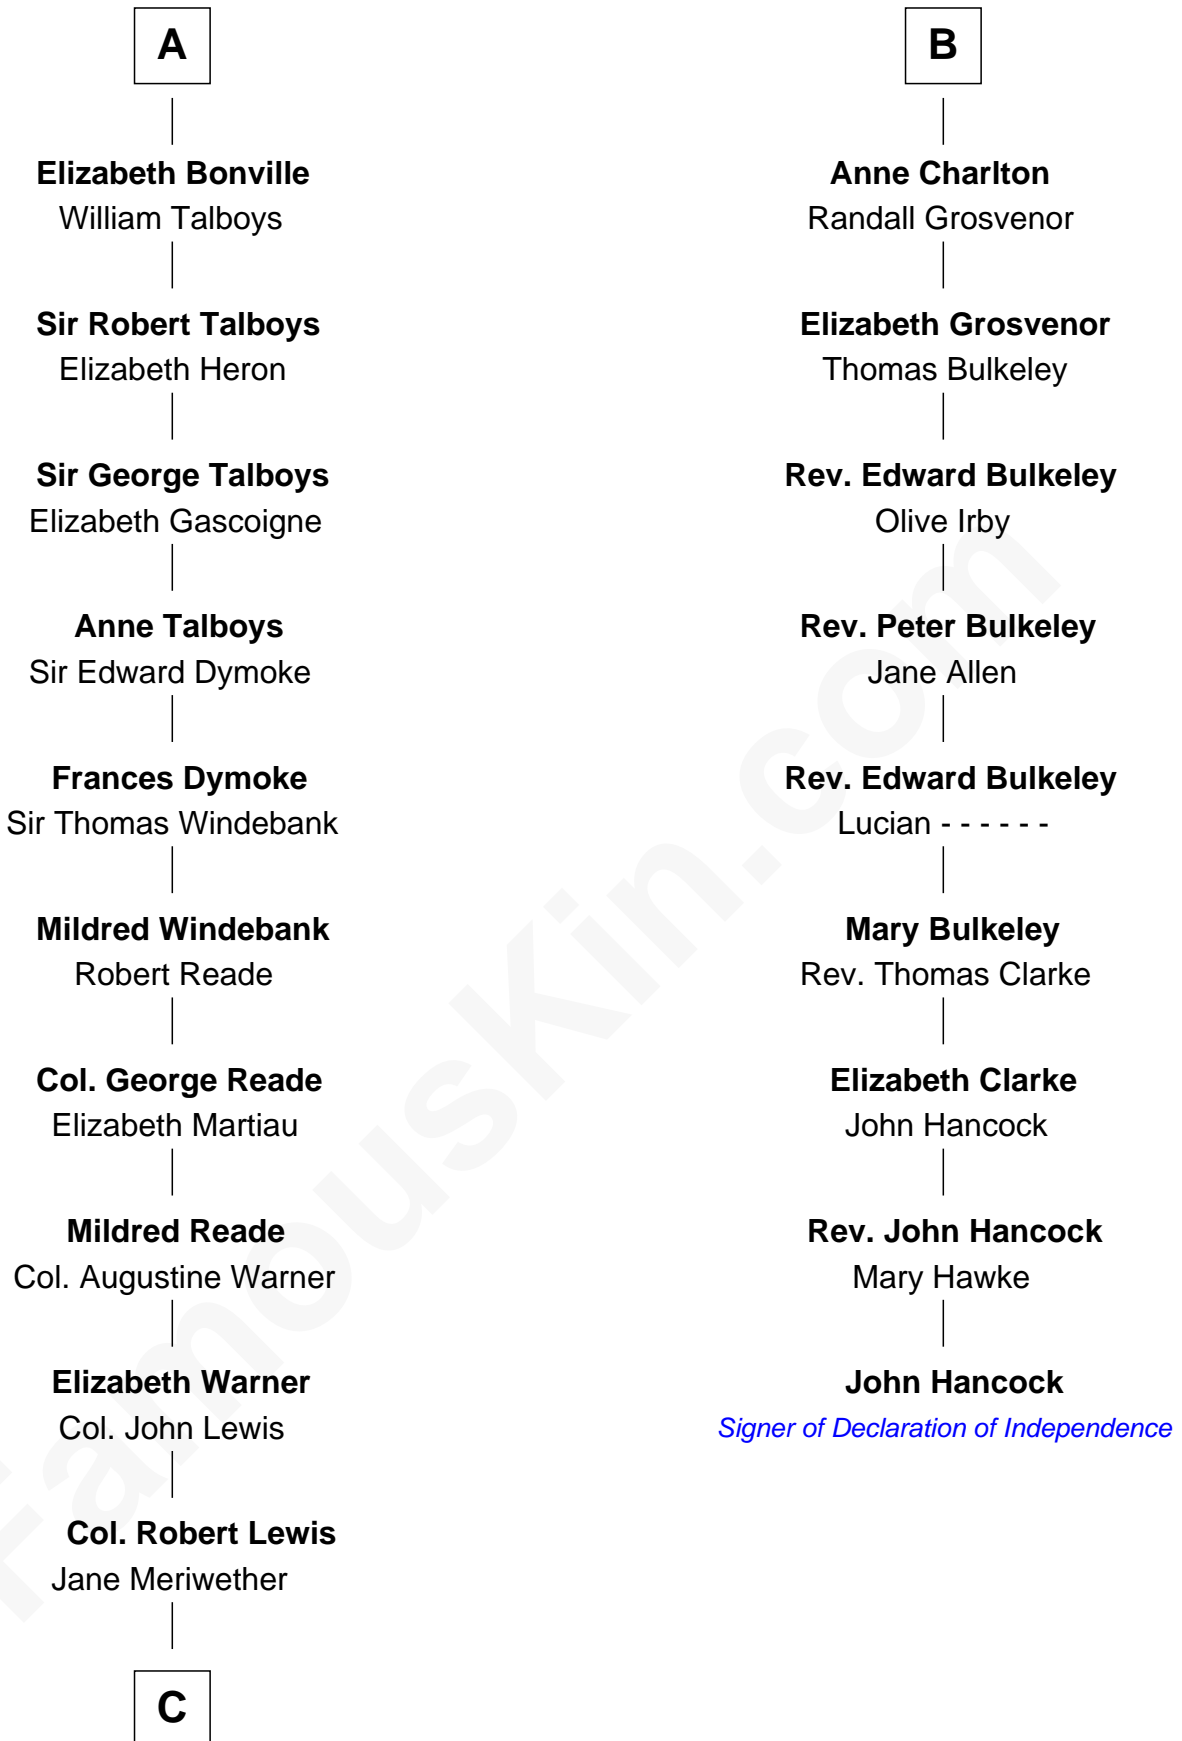 A
Elizabeth Bonville
William Talboys
Sir Robert Talboys
Elizabeth Heron
Sir George Talboys
Elizabeth Gascoigne
Anne Talboys
Sir Edward Dymoke
Frances Dymoke
Sir Thomas Windebank
Mildred Windebank
Robert Reade
Col. George Reade
Elizabeth Martiau
Mildred Reade
Col. Augustine Warner
Elizabeth Warner
Col. John Lewis
Col. Robert Lewis
Jane Meriwether
C
B
Anne Charlton
Randall Grosvenor
Elizabeth Grosvenor
Thomas Bulkeley
Rev. Edward Bulkeley
Olive Irby
Rev. Peter Bulkeley
Jane Allen
Rev. Edward Bulkeley
Lucian - - - - - -
Mary Bulkeley
Rev. Thomas Clarke
Elizabeth Clarke
John Hancock
Rev. John Hancock
Mary Hawke
John Hancock
Signer of Declaration of Independence
FamousKin.com